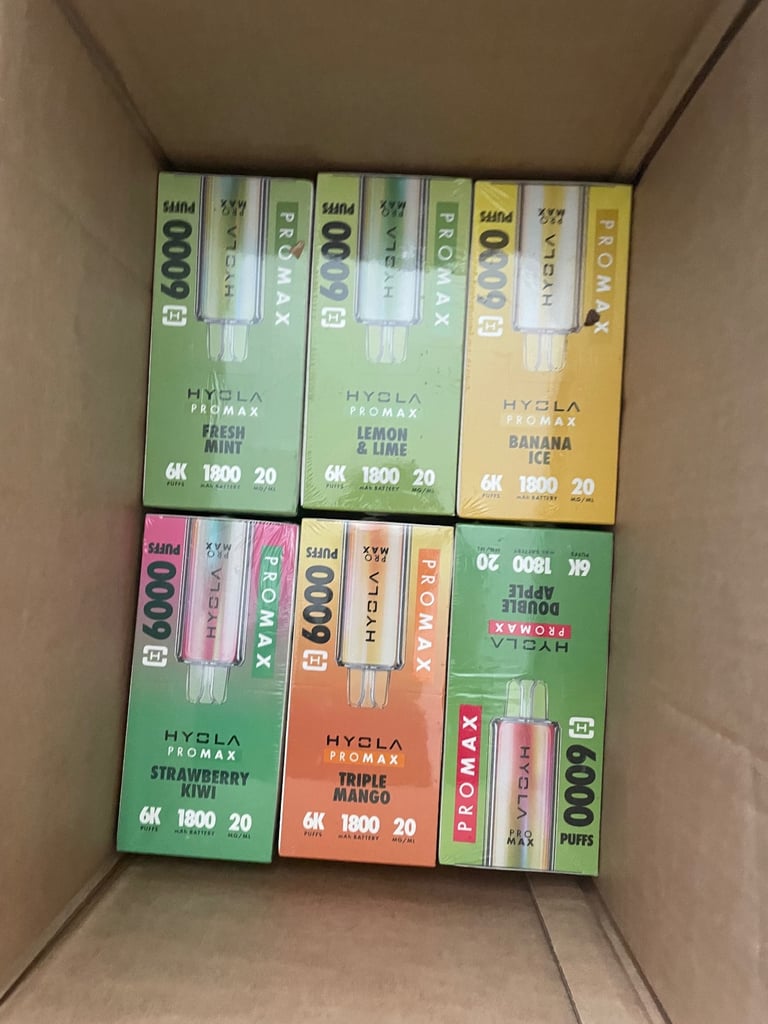 6000 PUFFS
HYOLA
PRO MAX
PROMAX
HYOLA
PROMAX
FRESH
MINT
6K 1800 20
PUFFS mAh BATTERY MG/ML
6000 PUFFS
HYOLA
PRO MAX
PROMAX
HYOLA
PROMAX
LEMON
& LIME
6K 1800 20
PUFFS mAh BATTERY MG/ML
6000 PUFFS
HYOLA
PRO MAX
PROMAX
HYOLA
PROMAX
BANANA
ICE
6K 1800 20
PUFFS mAh BATTERY MG/ML
6000 PUFFS
HYOLA
PRO MAX
PROMAX
HYOLA
PROMAX
STRAWBERRY
KIWI
6K 1800 20
PUFFS mAh BATTERY MG/ML
6000 PUFFS
HYOLA
PRO MAX
PROMAX
HYOLA
PROMAX
TRIPLE
MANGO
6K 1800 20
PUFFS mAh BATTERY MG/ML
6000
PUFFS
HYOLA
PRO
MAX
PROMAX
HYOLA
PROMAX
DOUBLE
APPLE
6K 1800 20
PUFFS mAh BATTERY MG/ML